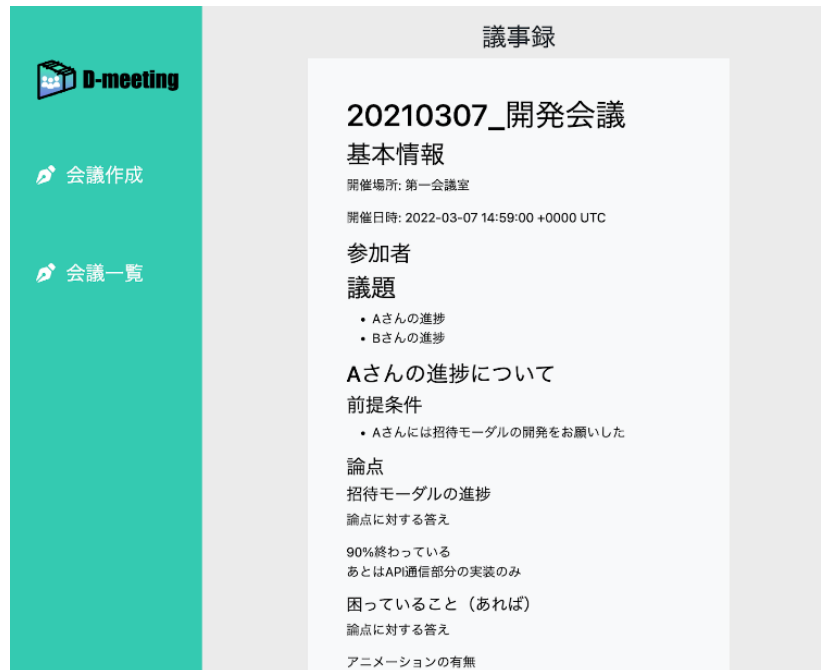 D-meeting
会議作成
会議一覧
議事録
20210307_開発会議
基本情報
開催場所: 第一会議室
開催日時: 2022-03-07 14:59:00 +0000 UTC
参加者
議題
• Aさんの進捗
• Bさんの進捗
Aさんの進捗について
前提条件
• Aさんには招待モーダルの開発をお願いした
論点
招待モーダルの進捗
論点に対する答え
90%終わっている
あとはAPI通信部分の実装のみ
困っていること（あれば）
論点に対する答え
アニメーションの有無